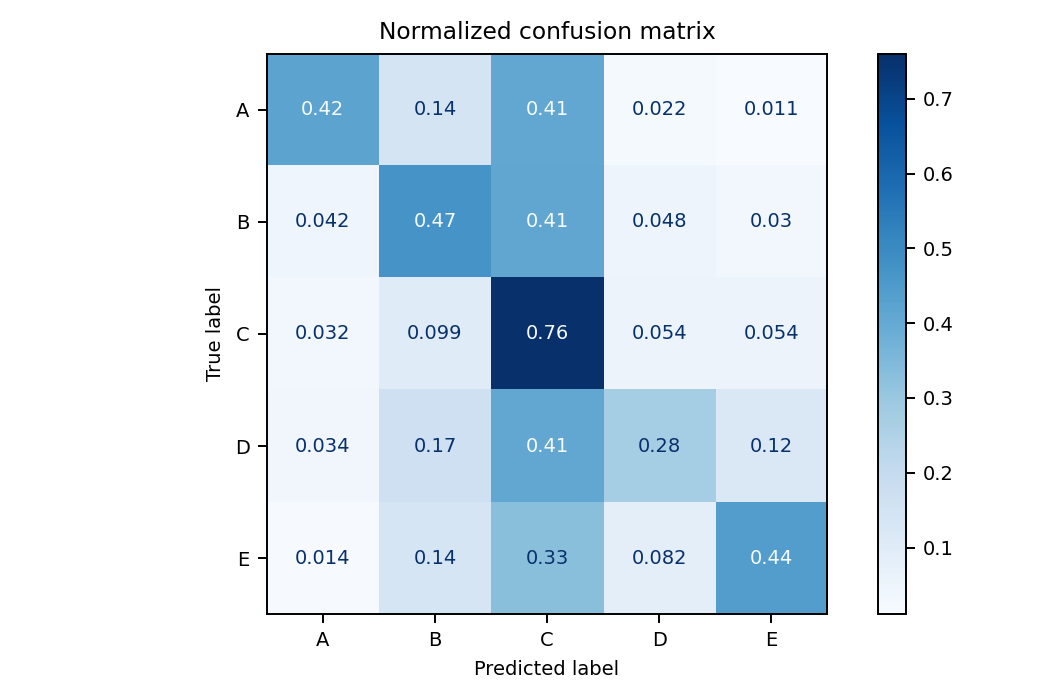 Normalized confusion matrix
True label
A 0.42 0.14 0.41 0.022 0.011
B 0.042 0.47 0.41 0.048 0.03
C 0.032 0.099 0.76 0.054 0.054
D 0.034 0.17 0.41 0.28 0.12
E 0.014 0.14 0.33 0.082 0.44
A B C D E
Predicted label
0.7
0.6
0.5
0.4
0.3
0.2
0.1